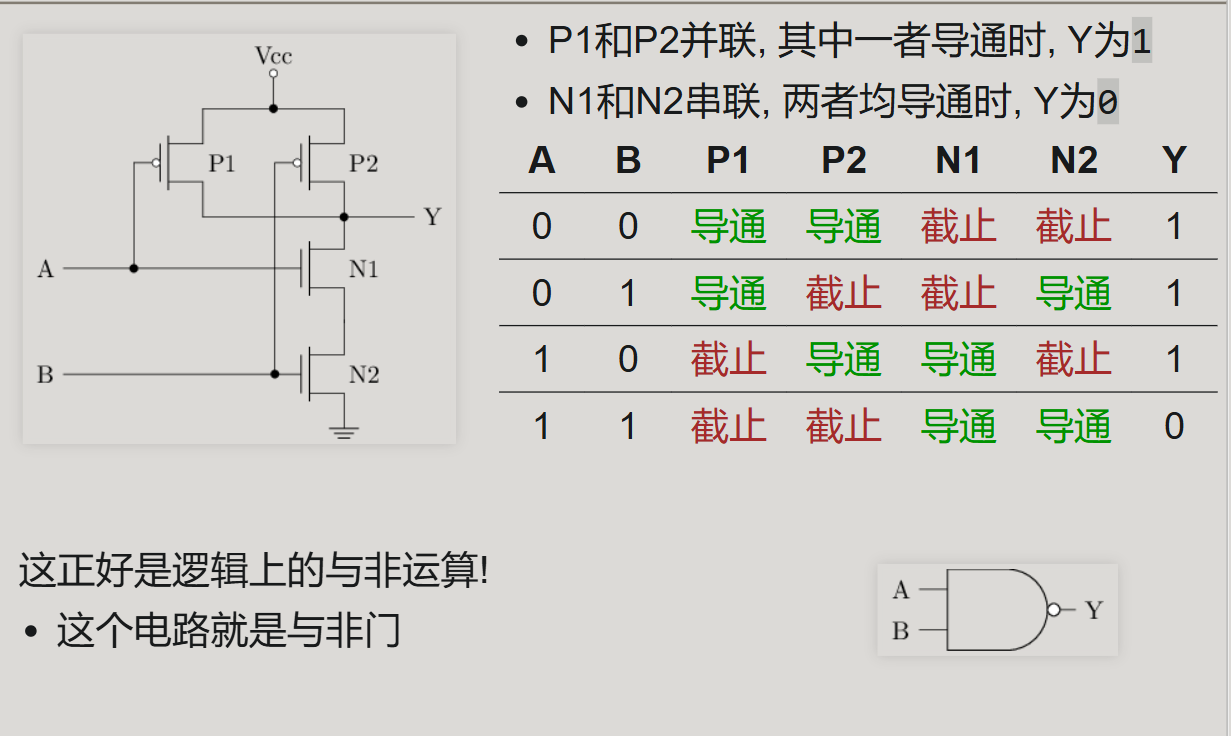 Vcc
P1
P2
Y
A
N1
B
N2
• P1和P2并联, 其中一者导通时, Y为1
• N1和N2串联, 两者均导通时, Y为0
A B P1 P2 N1 N2 Y
0 0 导通 导通 截止 截止 1
0 1 导通 截止 截止 导通 1
1 0 截止 导通 导通 截止 1
1 1 截止 截止 导通 导通 0
这正好是逻辑上的与非运算!
• 这个电路就是与非门
A
B
Y